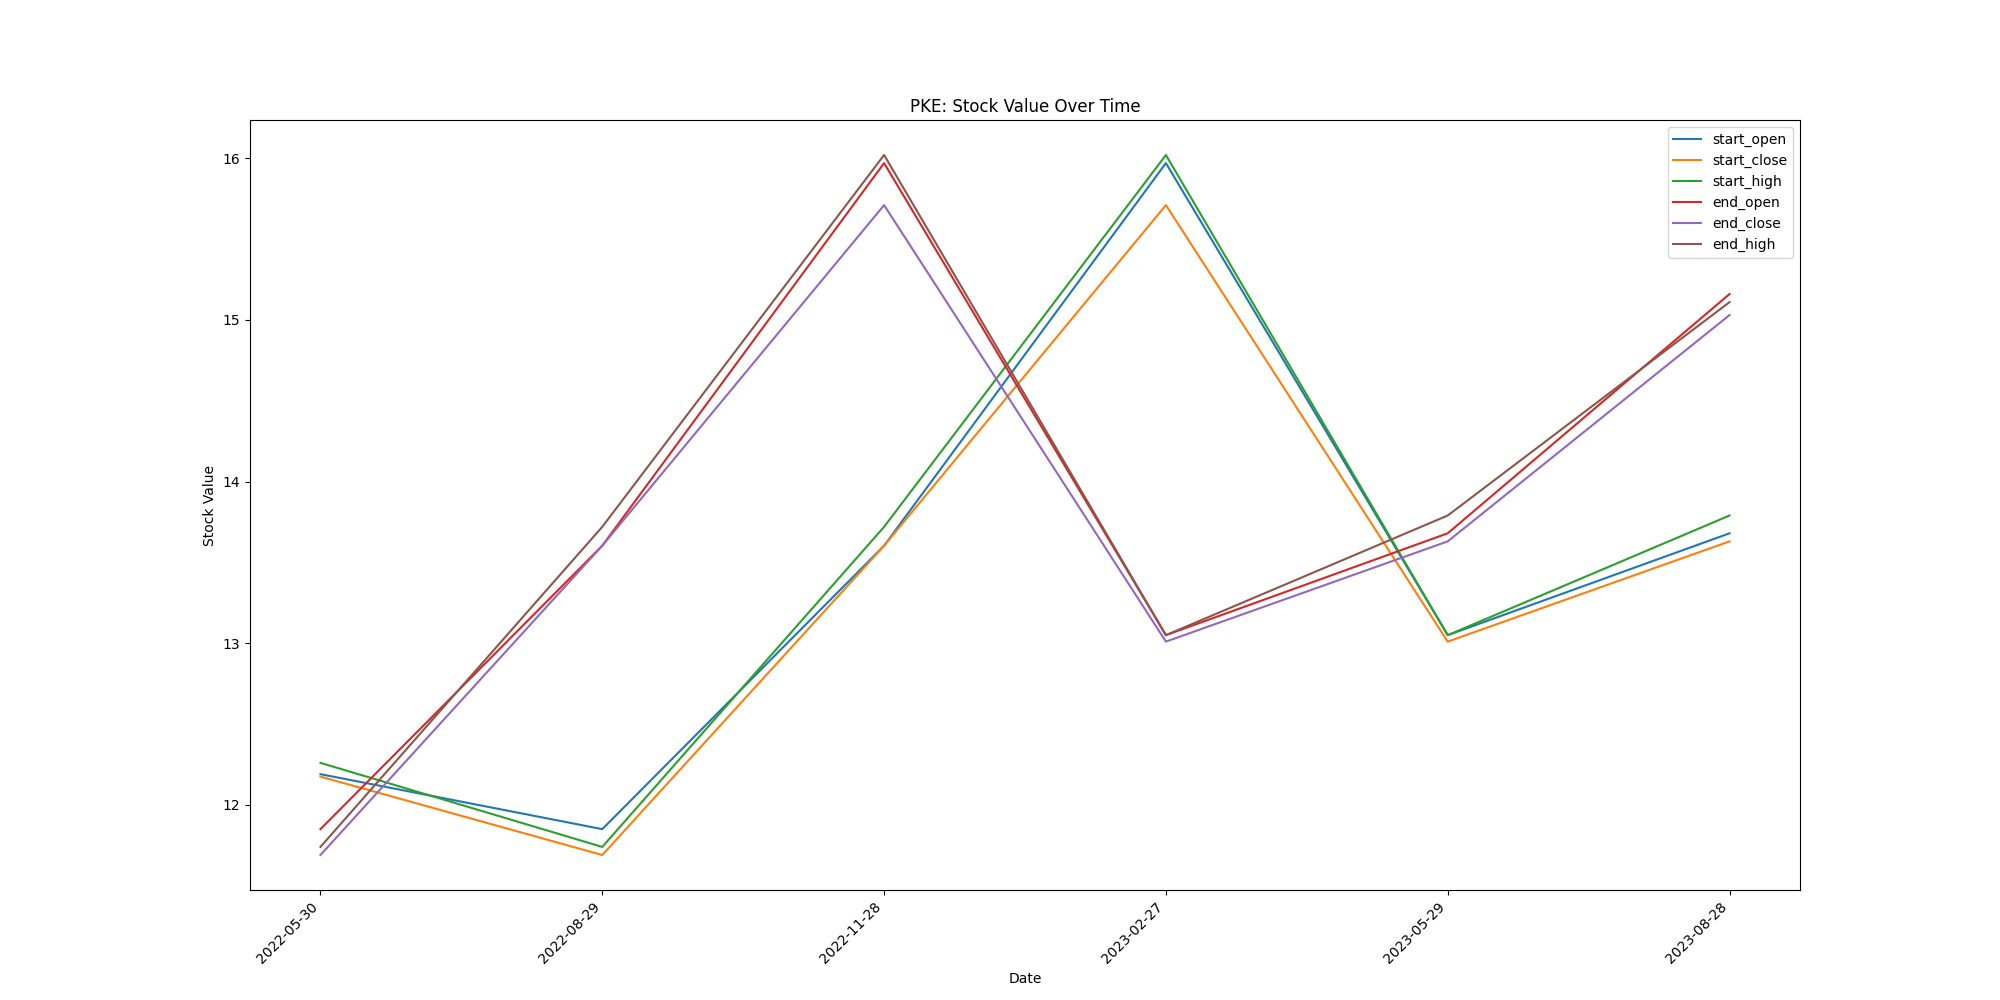 PKE: Stock Value Over Time
start_open
start_close
start_high
end_open
end_close
end_high
16
15
14
13
12
Stock Value
2022-05-30
2022-08-29
2022-11-28
2023-02-27
2023-05-29
2023-08-28
Date